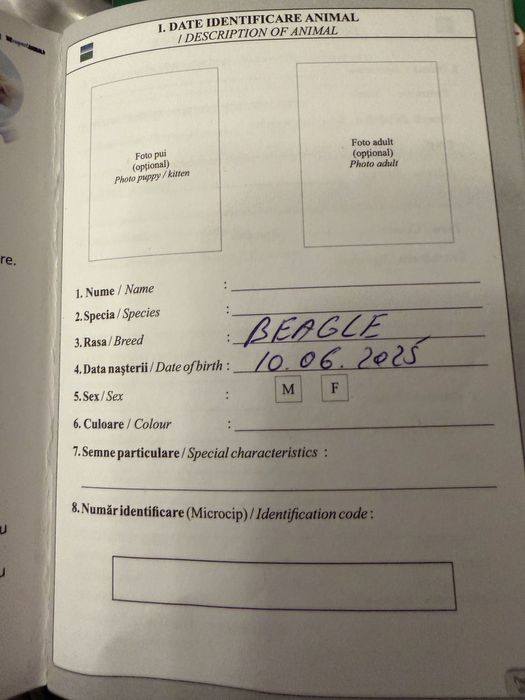 I. DATE IDENTIFICARE ANIMAL
/ DESCRIPTION OF ANIMAL
Foto pui
(opțional)
Photo puppy / kitten
Foto adult
(opțional)
Photo adult
re.
1. Nume / Name :
2. Specia / Species :
3. Rasa / Breed : BEAGLE
4. Data nașterii / Date of birth : 10.06.2025
5. Sex / Sex : M F
6. Culoare / Colour :
7. Semne particulare / Special characteristics :
8. Număr identificare (Microcip) / Identification code :
u
u